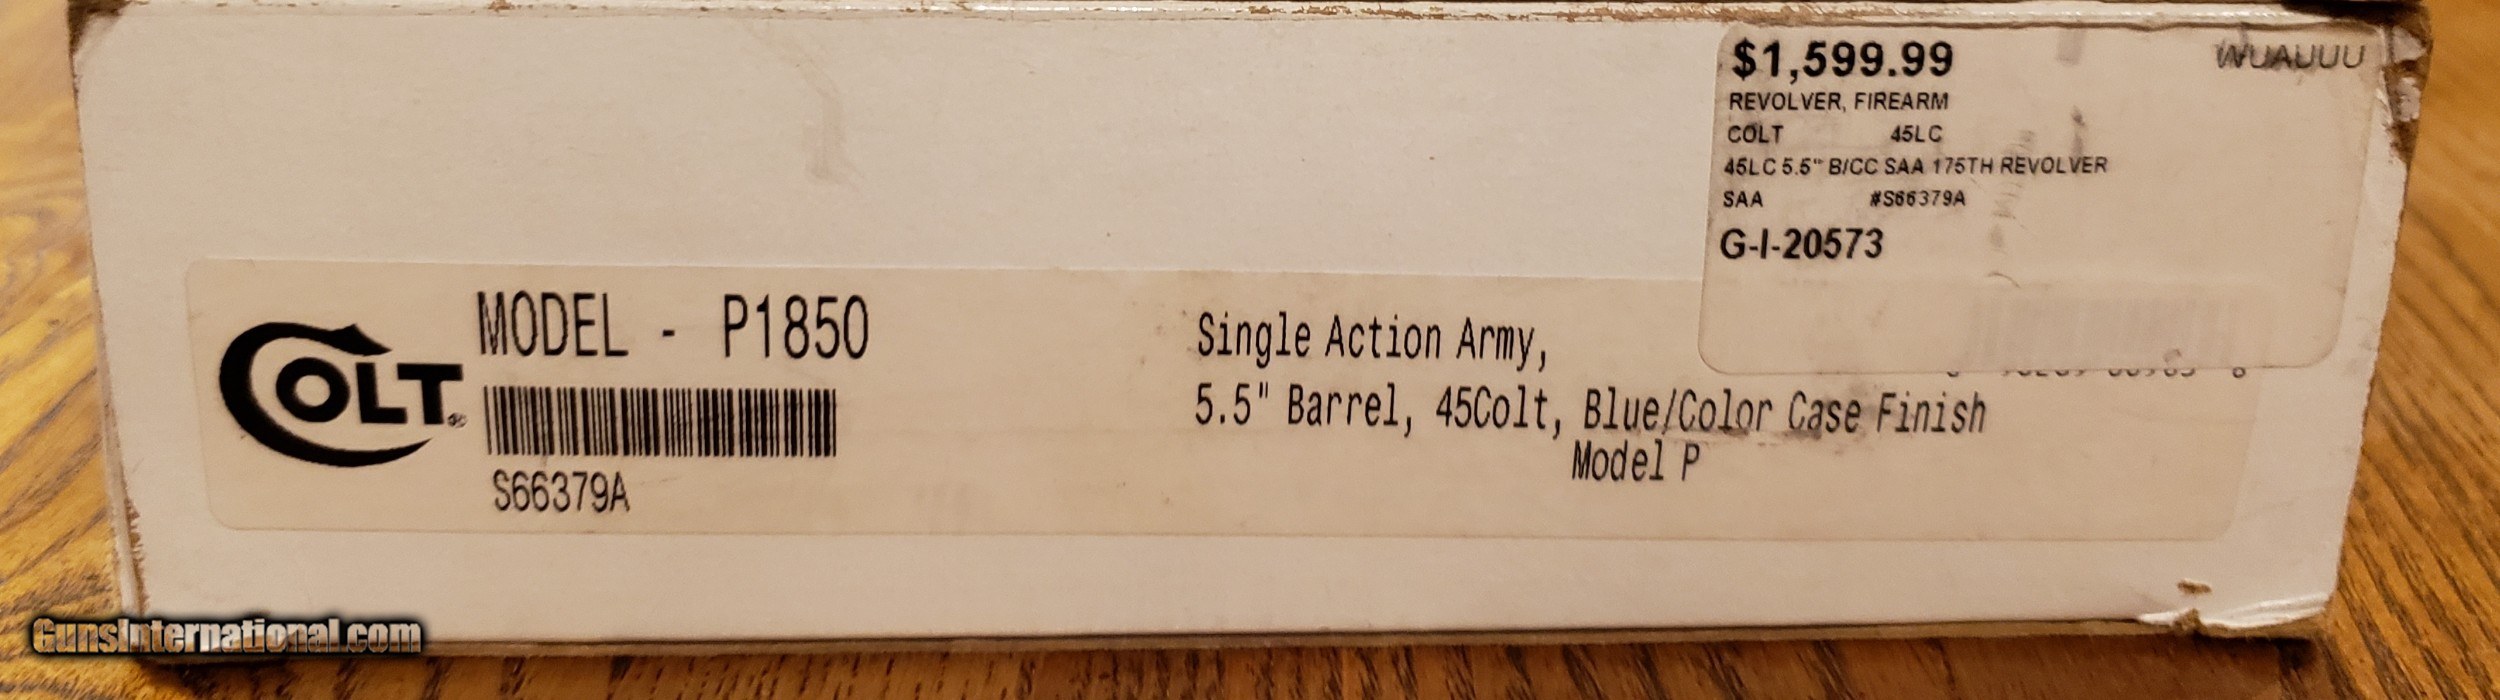 $1,599.99
WUAUUU
REVOLVER, FIREARM
COLT 45LC
45LC 5.5" B/CC SAA 175TH REVOLVER
SAA #S66379A
G-I-20573
COLT®
MODEL - P1850
S66379A
Single Action Army,
5.5" Barrel, 45Colt, Blue/Color Case Finish
Model P
GunsInternational.com